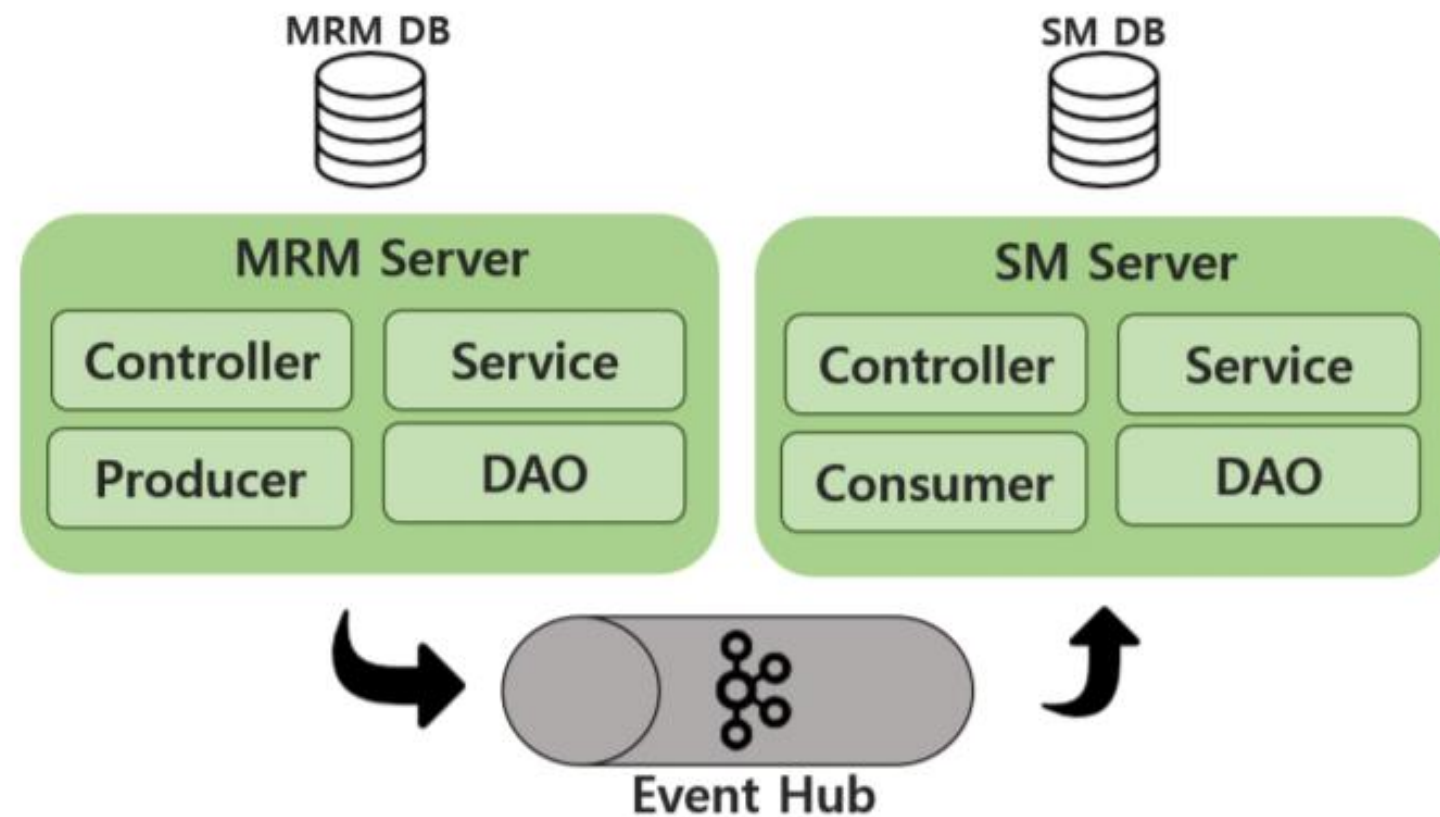 MRM DB
SM DB
MRM Server
Controller
Service
Producer
DAO
SM Server
Controller
Service
Consumer
DAO
Event Hub